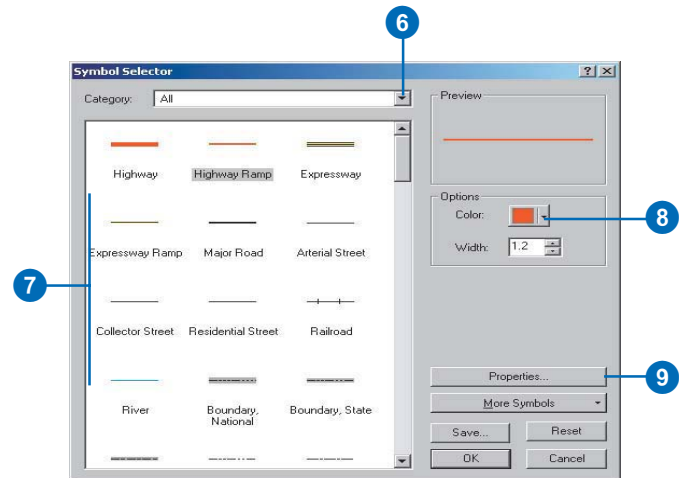 6
Symbol Selector
Category: All
Preview
Highway Highway Ramp Expressway
Options
Color:
8
Width: 1.2
Expressway Ramp Major Road Arterial Street
7
Collector Street Residential Street Railroad
Properties...
9
More Symbols
River Boundary, National Boundary, State
Save... Reset
OK Cancel